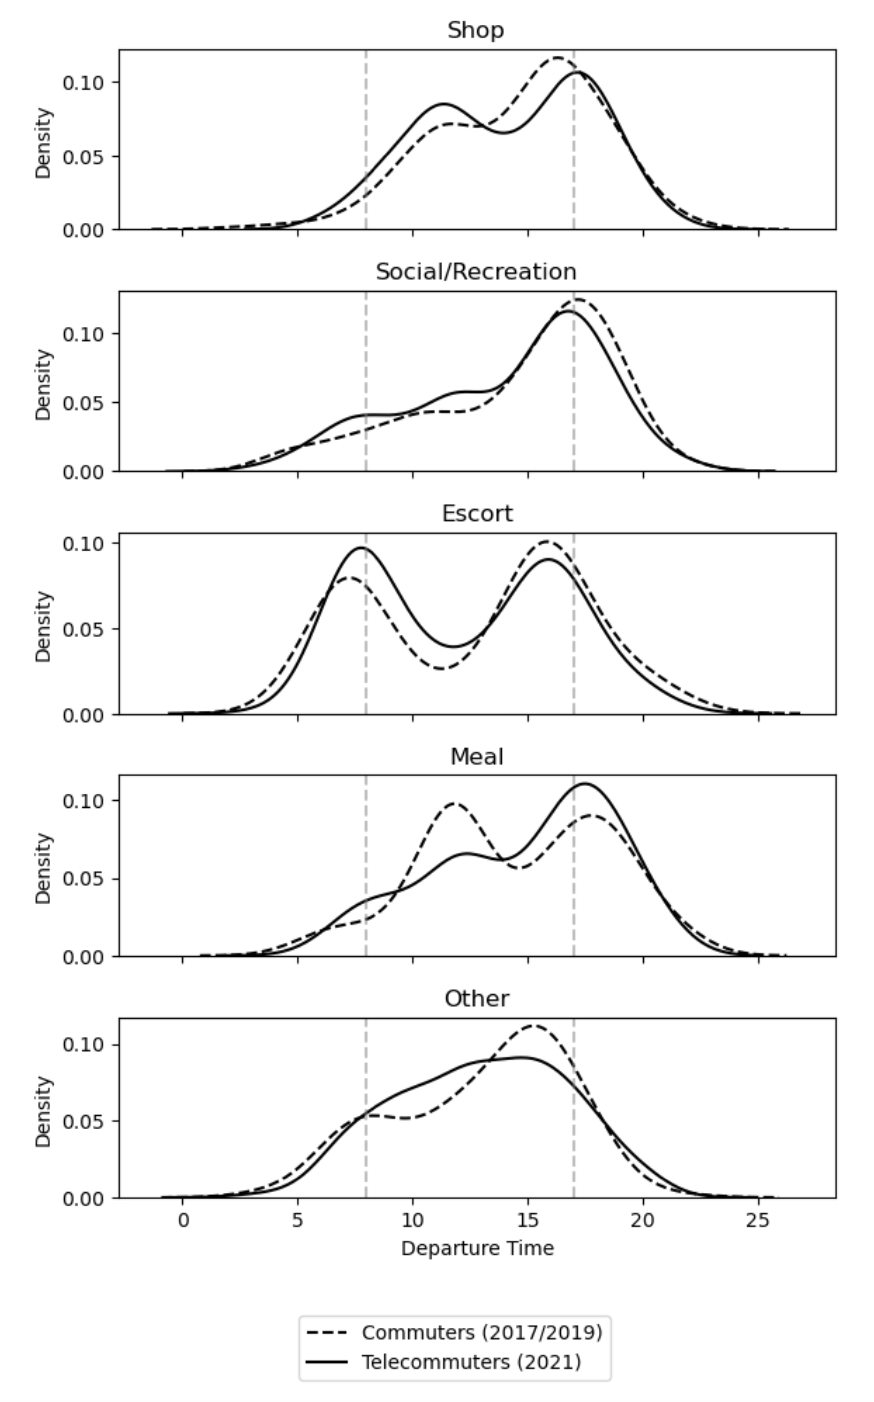 Shop
0.10
0.05
0.00
Density
Social/Recreation
0.10
0.05
0.00
Density
Escort
0.10
0.05
0.00
Density
Meal
0.10
0.05
0.00
Density
Other
0.10
0.05
0.00
Density
0 5 10 15 20 25
Departure Time
Commuters (2017/2019)
Telecommuters (2021)